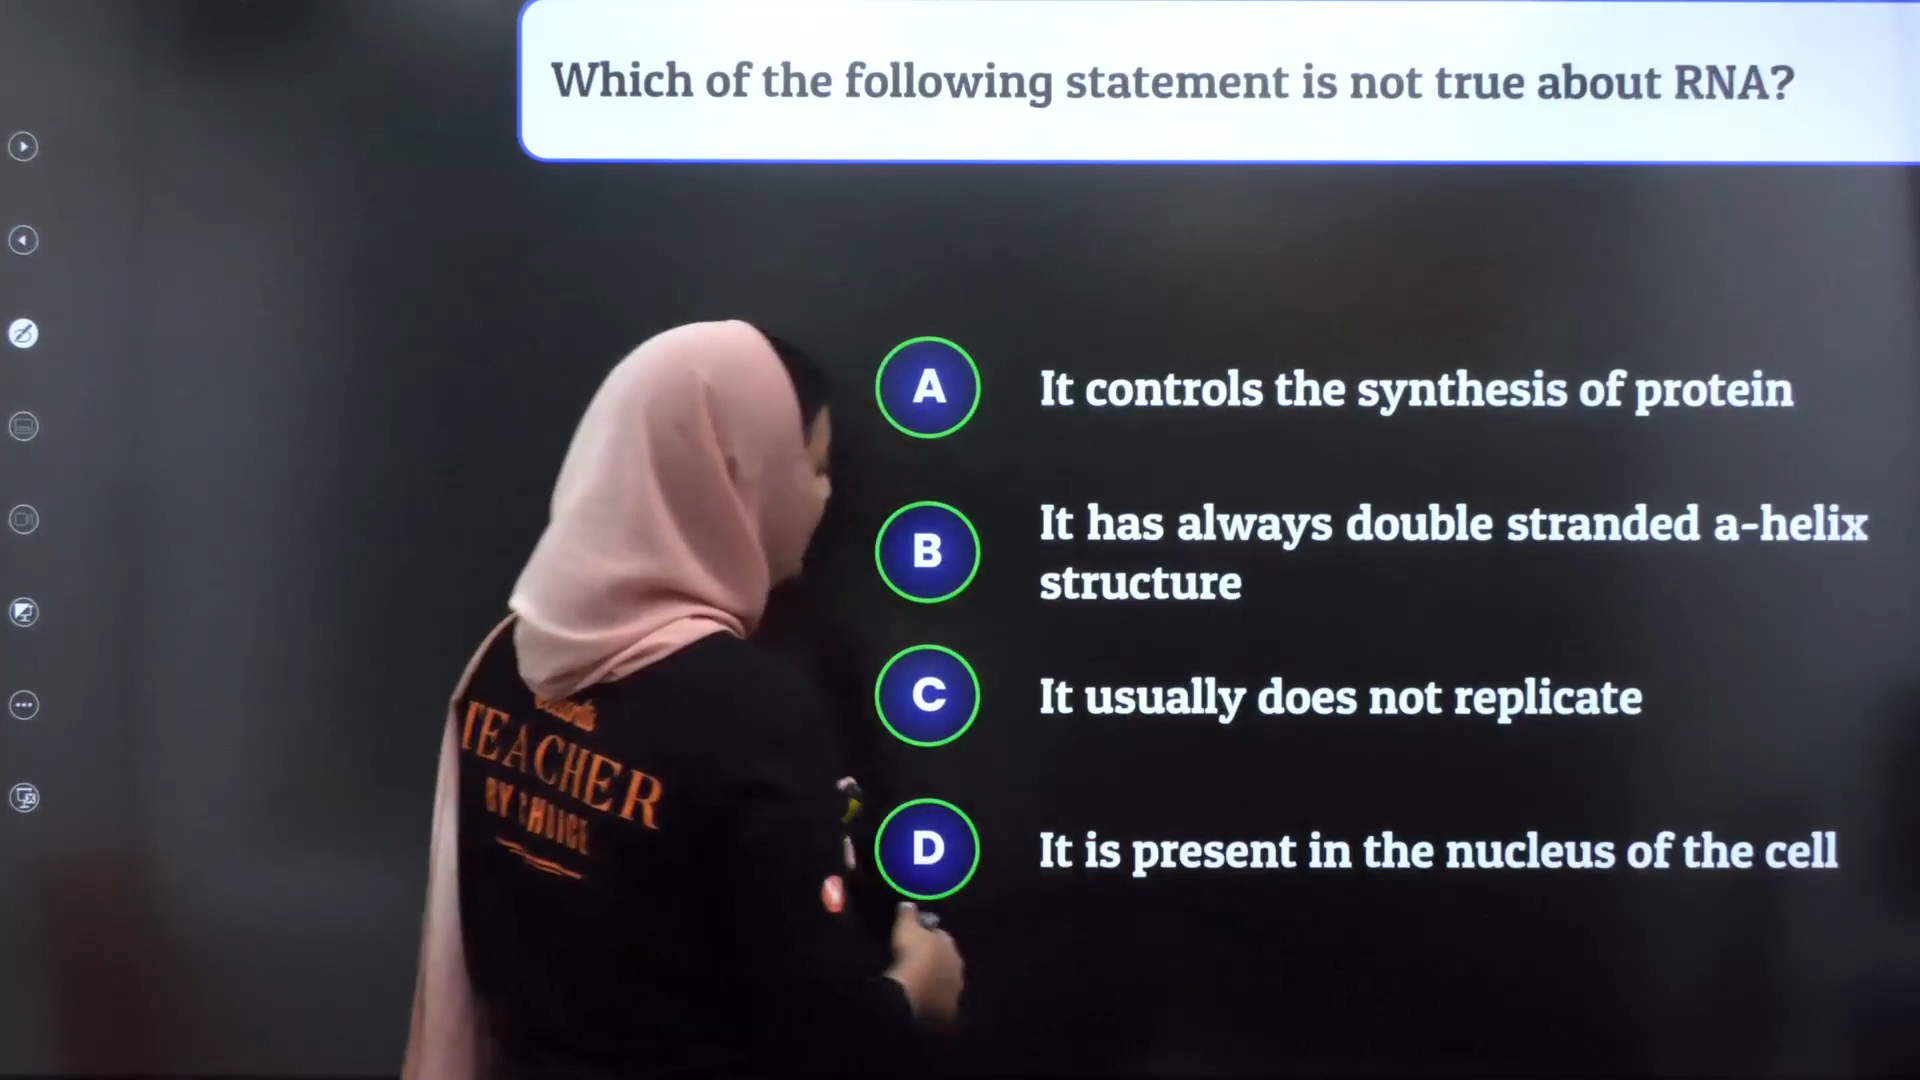 Which of the following statement is not true about RNA?
A It controls the synthesis of protein
B It has always double stranded a-helix
structure
C It usually does not replicate
D It is present in the nucleus of the cell
TEACHER
BY CHOICE